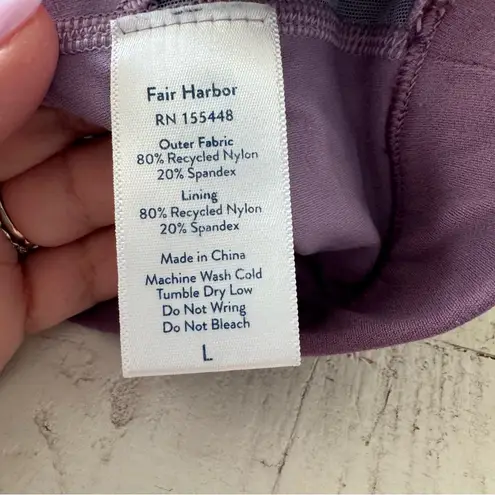 Fair Harbor
RN 155448
Outer Fabric
80% Recycled Nylon
20% Spandex
Lining
80% Recycled Nylon
20% Spandex
Made in China
Machine Wash Cold
Tumble Dry Low
Do Not Wring
Do Not Bleach
L